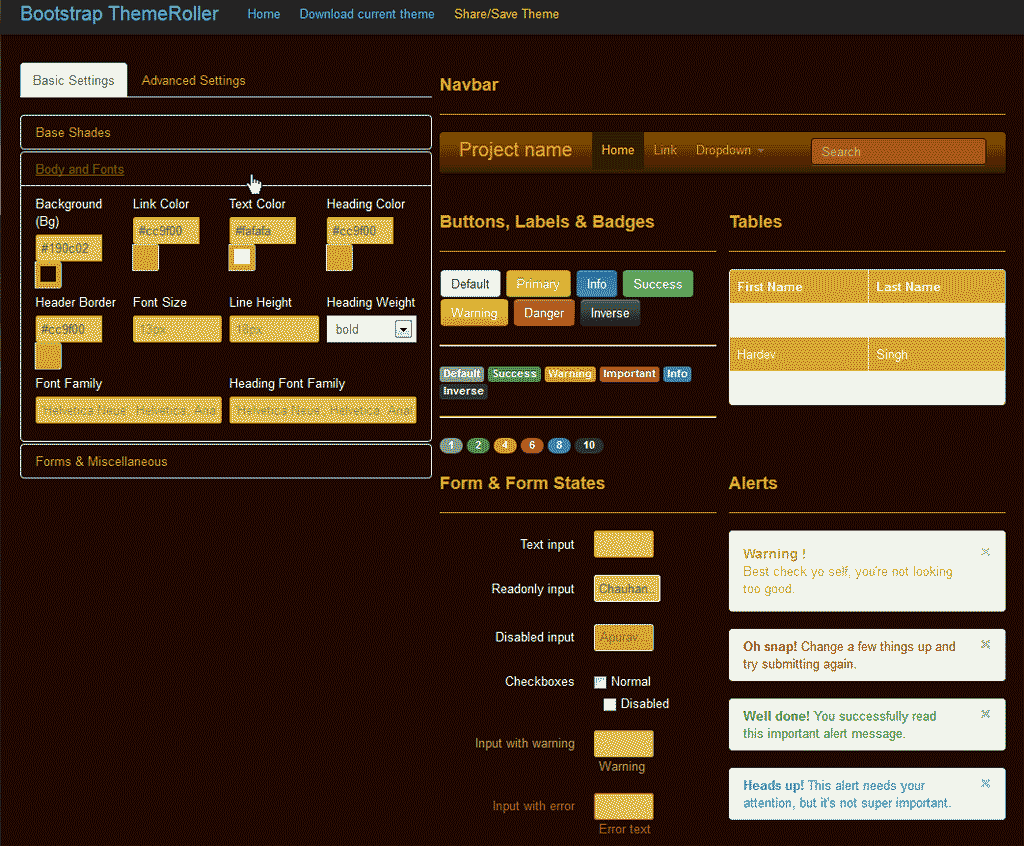 Bootstrap ThemeRoller Home Download current theme Share/Save Theme
Basic Settings Advanced Settings
Base Shades
Body and Fonts
Background (Bg) Link Color Text Color Heading Color
#190c02 #cc9f00 #fafafa #cc9f00
Header Border Font Size Line Height Heading Weight
#cc9f00 13px 18px bold
Font Family Heading Font Family
'Helvetica Neue', Helvetica, Arial 'Helvetica Neue', Helvetica, Arial
Forms & Miscellaneous
Navbar
Project name Home Link Dropdown Search
Buttons, Labels & Badges
Default Primary Info Success
Warning Danger Inverse
Default Success Warning Important Info
Inverse
1 2 4 6 8 10
Tables
First Name Last Name
Hardev Singh
Form & Form States
Text input
Readonly input Chauhan...
Disabled input Apurav...
Checkboxes Normal
Disabled
Input with warning
Warning
Input with error
Error text
Alerts
Warning ! ×
Best check yo self, you're not looking
too good.
Oh snap! Change a few things up and ×
try submitting again.
Well done! You successfully read ×
this important alert message.
Heads up! This alert needs your ×
attention, but it's not super important.